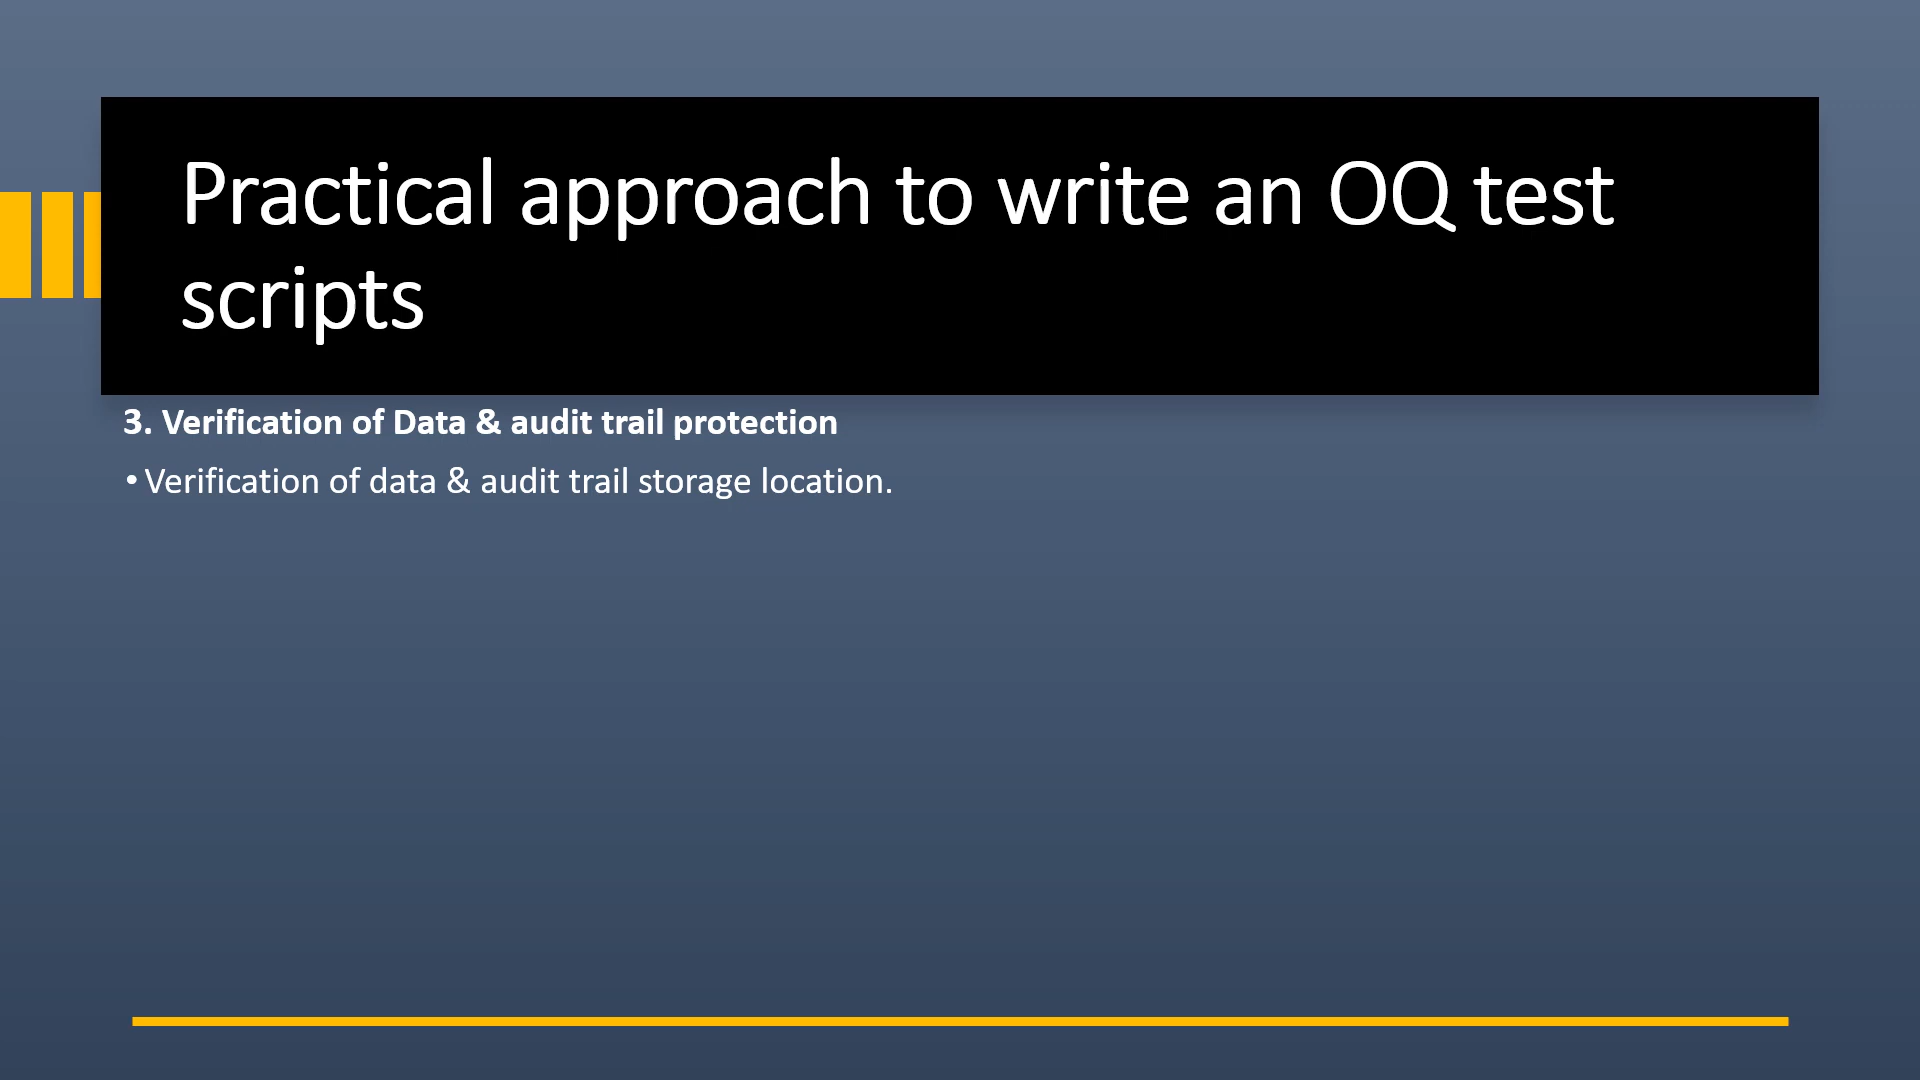 Practical approach to write an OQ test
scripts
3. Verification of Data & audit trail protection
• Verification of data & audit trail storage location.